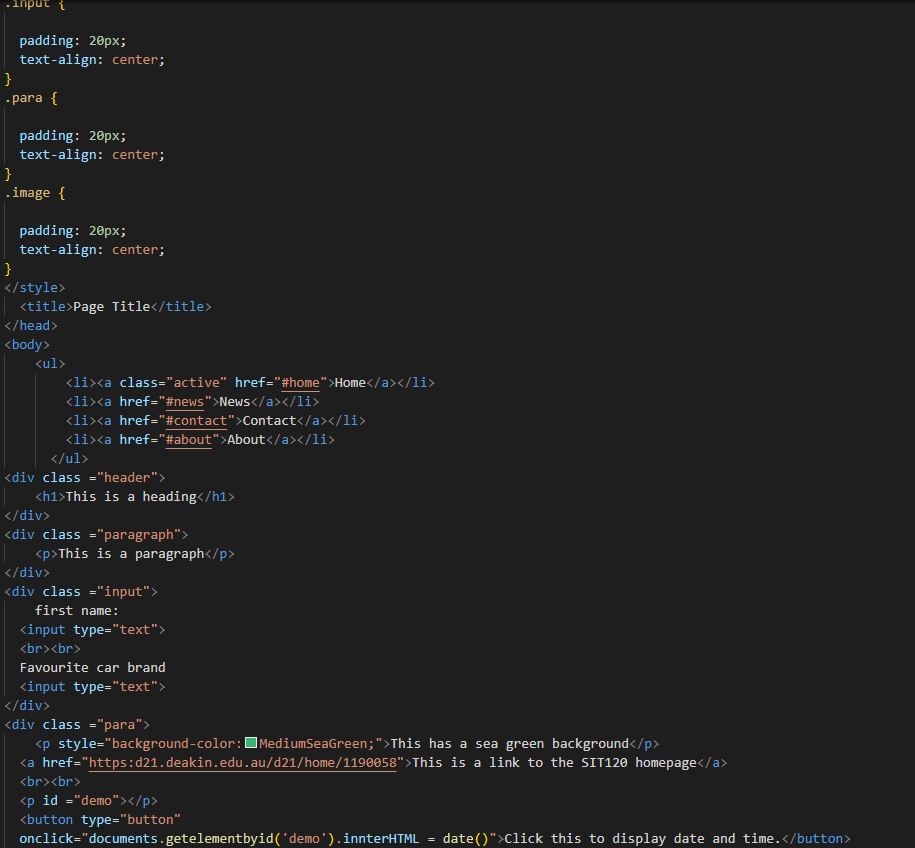 .input {
padding: 20px;
text-align: center;
}
.para {
padding: 20px;
text-align: center;
}
.image {
padding: 20px;
text-align: center;
}
</style>
<title>Page Title</title>
</head>
<body>
<ul>
<li><a class="active" href="#home">Home</a></li>
<li><a href="#news">News</a></li>
<li><a href="#contact">Contact</a></li>
<li><a href="#about">About</a></li>
</ul>
<div class ="header">
<h1>This is a heading</h1>
</div>
<div class ="paragraph">
<p>This is a paragraph</p>
</div>
<div class ="input">
first name:
<input type="text">
<br><br>
Favourite car brand
<input type="text">
</div>
<div class ="para">
<p style="background-color:MediumSeaGreen;">This has a sea green background</p>
<a href="https:d21.deakin.edu.au/d21/home/1190058">This is a link to the SIT120 homepage</a>
<br><br>
<p id ="demo"></p>
<button type="button"
onclick="documents.getelementbyid('demo').innterHTML = date()">Click this to display date and time.</button>